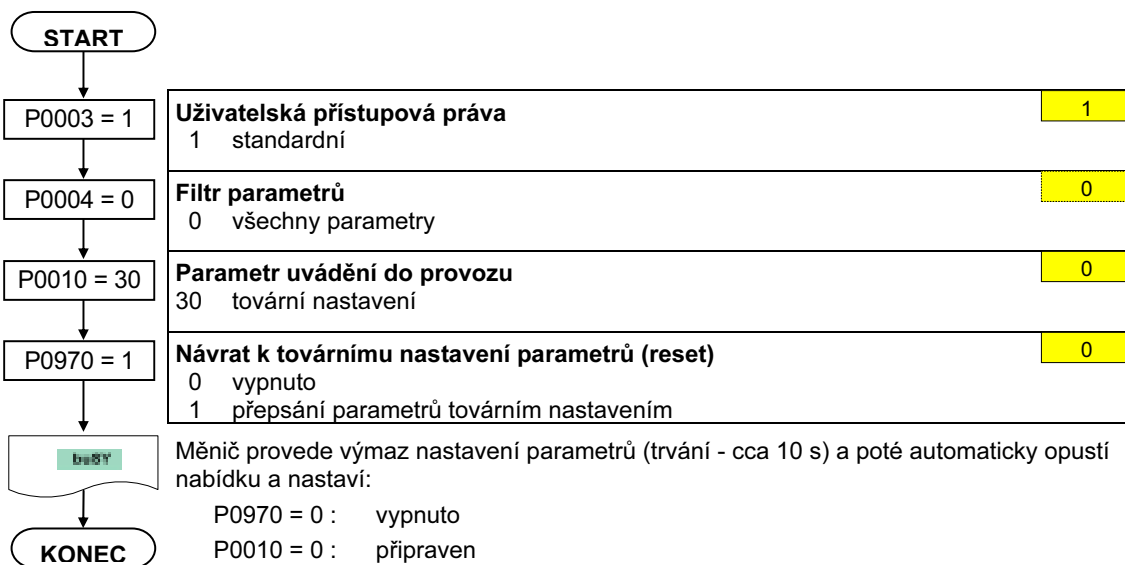 START
P0003 = 1
Uživatelská přístupová práva 1
1 standardní
P0004 = 0
Filtr parametrů 0
0 všechny parametry
P0010 = 30
Parametr uvádění do provozu 0
30 tovární nastavení
P0970 = 1
Návrat k továrnímu nastavení parametrů (reset) 0
0 vypnuto
1 přepsání parametrů továrním nastavením
buSY
Měnič provede výmaz nastavení parametrů (trvání - cca 10 s) a poté automaticky opustí
nabídku a nastaví:
P0970 = 0 : vypnuto
P0010 = 0 : připraven
KONEC